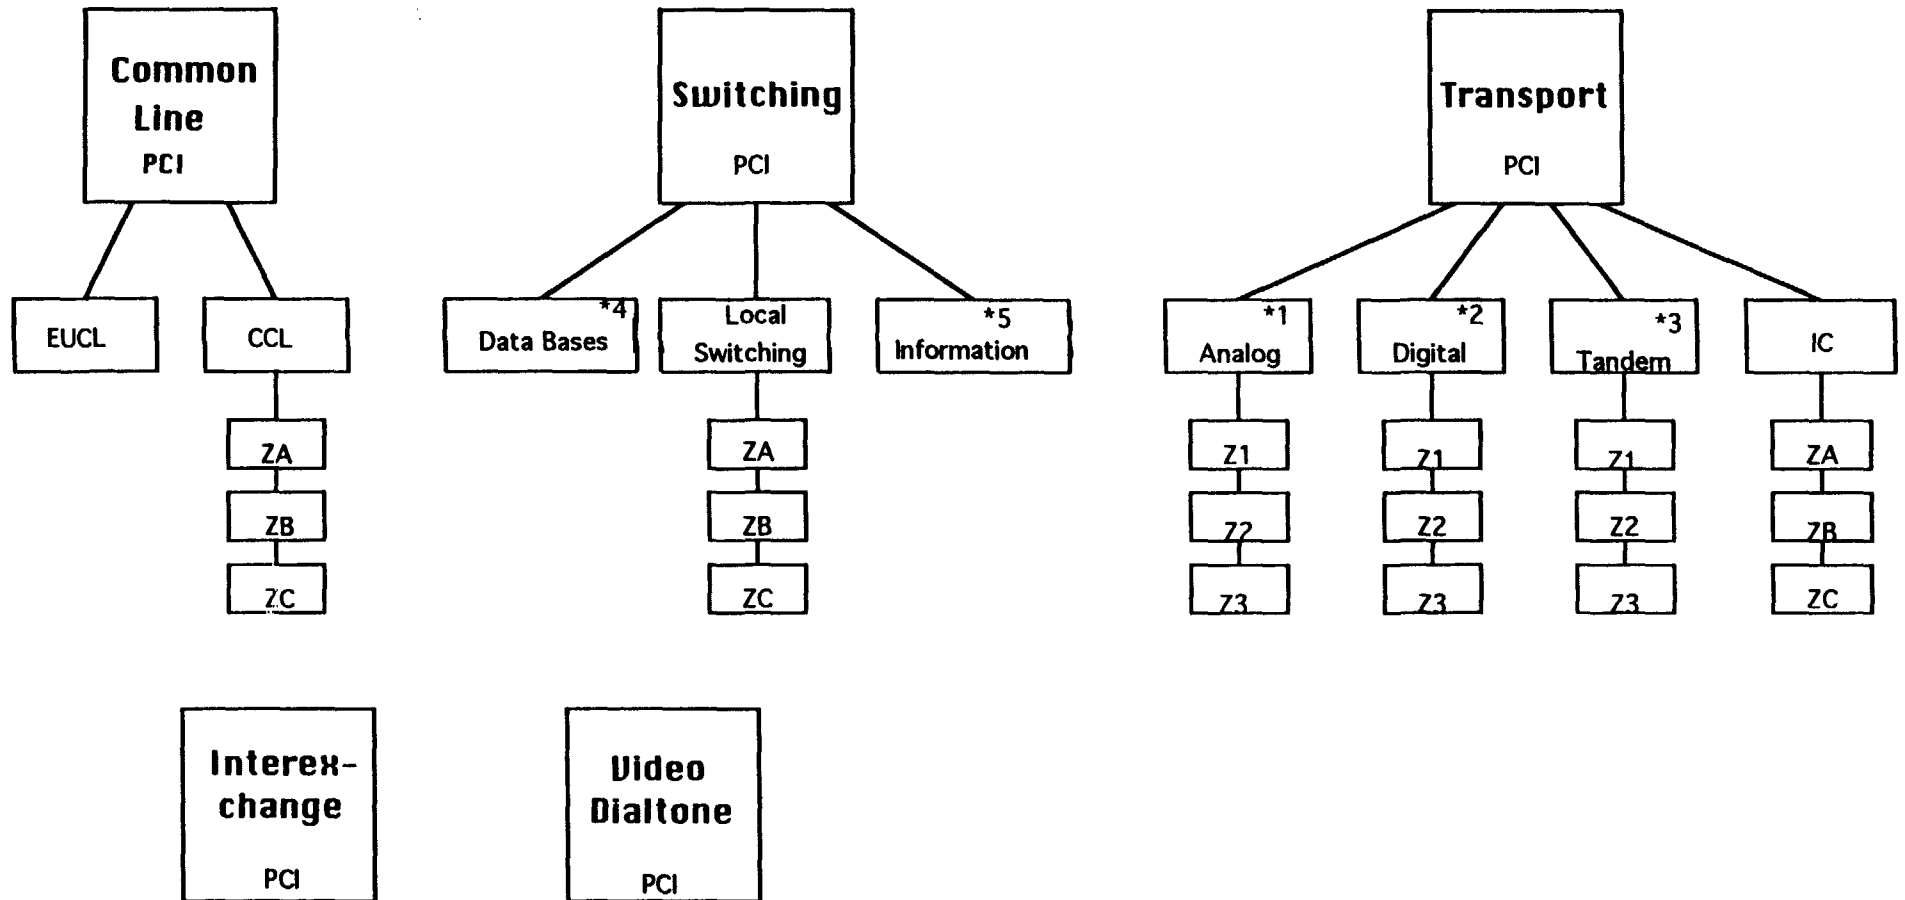 Common
Line
PCI
Switching
PCI
Transport
PCI
EUCL
CCL
*4
Data Bases
Local
Switching
*5
Information
*1
Analog
*2
Digital
*3
Tandem
IC
ZA
ZB
ZC
ZA
ZB
ZC
Z1
Z2
Z3
Z1
Z2
Z3
Z1
Z2
Z3
ZA
ZB
ZC
Interex-
change
PCI
Video
Dialtone
PCI